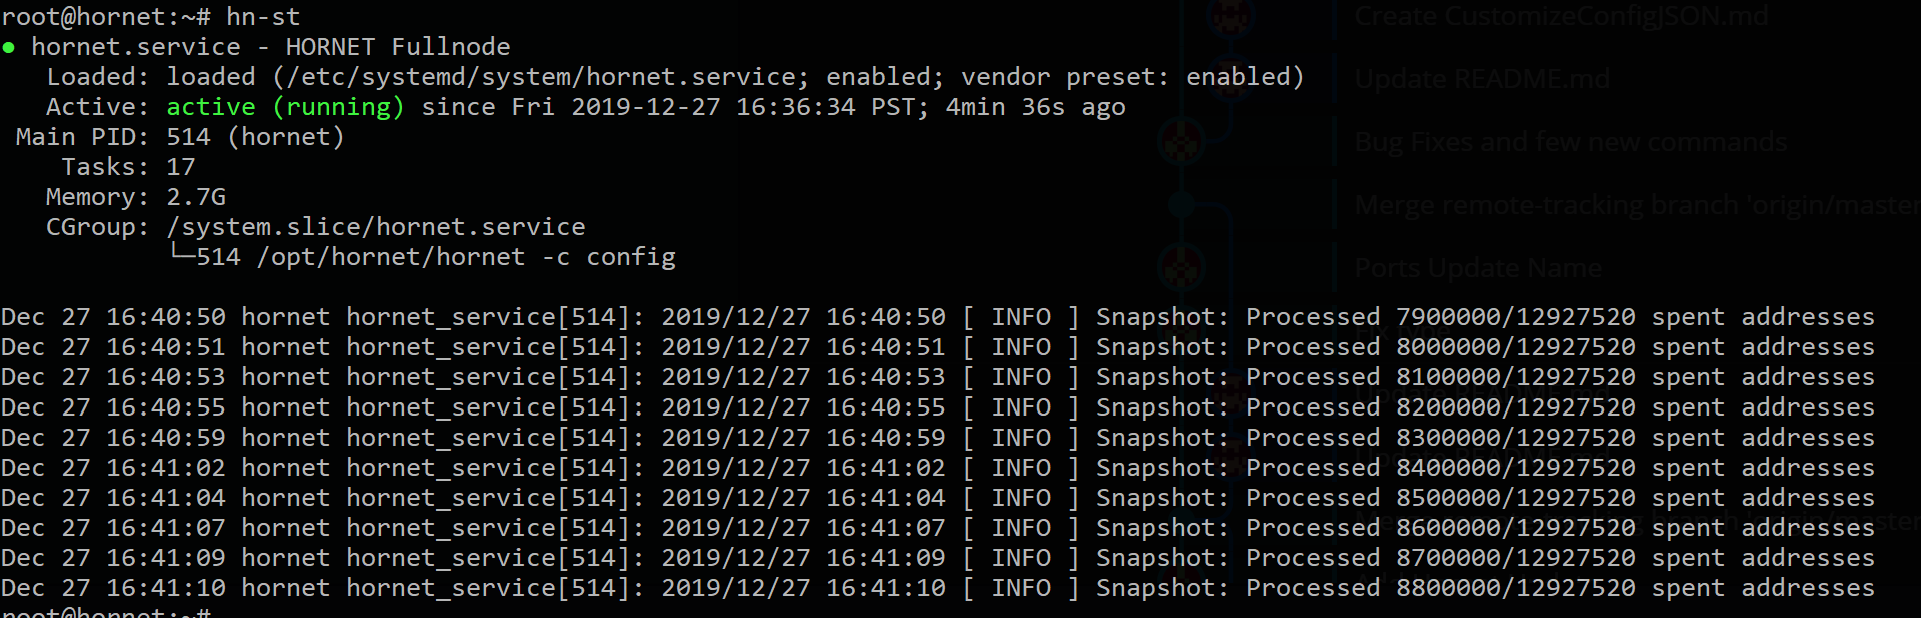 root@hornet:~# hn-st
● hornet.service - HORNET Fullnode
   Loaded: loaded (/etc/systemd/system/hornet.service; enabled; vendor preset: enabled)
   Active: active (running) since Fri 2019-12-27 16:36:34 PST; 4min 36s ago
 Main PID: 514 (hornet)
    Tasks: 17
   Memory: 2.7G
   CGroup: /system.slice/hornet.service
           └─514 /opt/hornet/hornet -c config
Dec 27 16:40:50 hornet hornet_service[514]: 2019/12/27 16:40:50 [ INFO ] Snapshot: Processed 7900000/12927520 spent addresses
Dec 27 16:40:51 hornet hornet_service[514]: 2019/12/27 16:40:51 [ INFO ] Snapshot: Processed 8000000/12927520 spent addresses
Dec 27 16:40:53 hornet hornet_service[514]: 2019/12/27 16:40:53 [ INFO ] Snapshot: Processed 8100000/12927520 spent addresses
Dec 27 16:40:55 hornet hornet_service[514]: 2019/12/27 16:40:55 [ INFO ] Snapshot: Processed 8200000/12927520 spent addresses
Dec 27 16:40:59 hornet hornet_service[514]: 2019/12/27 16:40:59 [ INFO ] Snapshot: Processed 8300000/12927520 spent addresses
Dec 27 16:41:02 hornet hornet_service[514]: 2019/12/27 16:41:02 [ INFO ] Snapshot: Processed 8400000/12927520 spent addresses
Dec 27 16:41:04 hornet hornet_service[514]: 2019/12/27 16:41:04 [ INFO ] Snapshot: Processed 8500000/12927520 spent addresses
Dec 27 16:41:07 hornet hornet_service[514]: 2019/12/27 16:41:07 [ INFO ] Snapshot: Processed 8600000/12927520 spent addresses
Dec 27 16:41:09 hornet hornet_service[514]: 2019/12/27 16:41:09 [ INFO ] Snapshot: Processed 8700000/12927520 spent addresses
Dec 27 16:41:10 hornet hornet_service[514]: 2019/12/27 16:41:10 [ INFO ] Snapshot: Processed 8800000/12927520 spent addresses
root@hornet:~#
Create CustomizeConfigJSON.md
Update README.md
Bug Fixes and few new commands
Merge remote-tracking branch 'origin/master
Ports Update Name